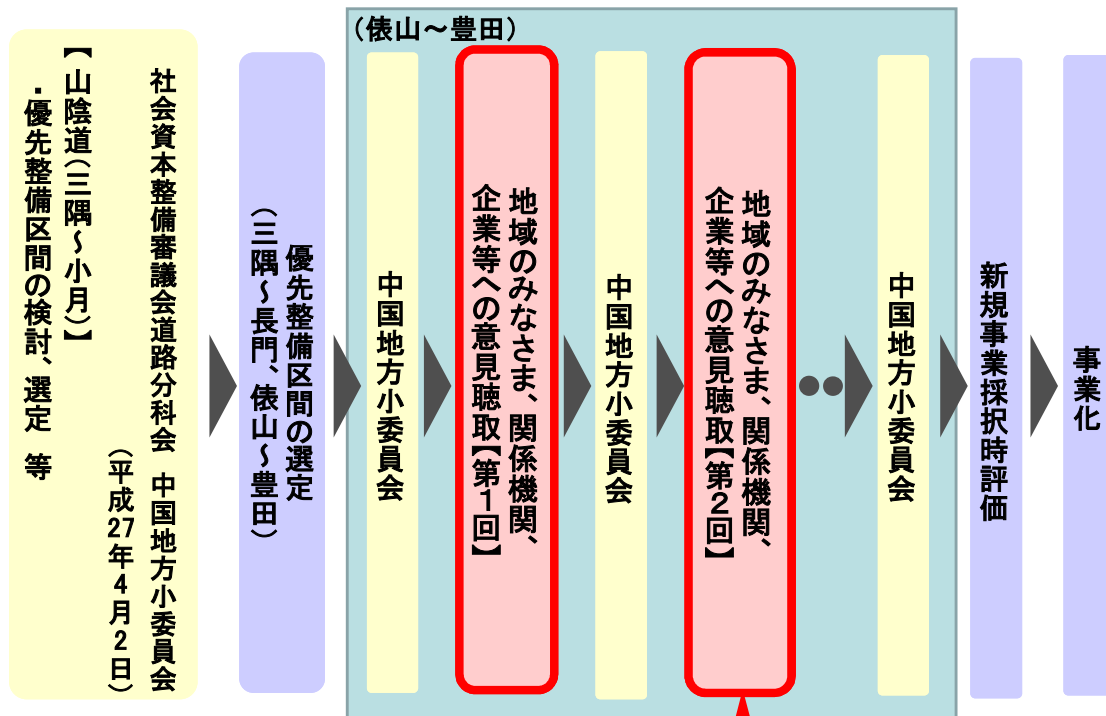 社会資本整備審議会道路分科会 中国地方小委員会
(平成27年4月2日)
【山陰道(三隅～小月)】
・優先整備区間の検討、選定 等
優先整備区間の選定
(三隅～長門、俵山～豊田)
(俵山～豊田)
中国地方小委員会
地域のみなさま、関係機関、
企業等への意見聴取【第1回】
中国地方小委員会
地域のみなさま、関係機関、
企業等への意見聴取【第2回】
中国地方小委員会
新規事業採択時評価
事業化